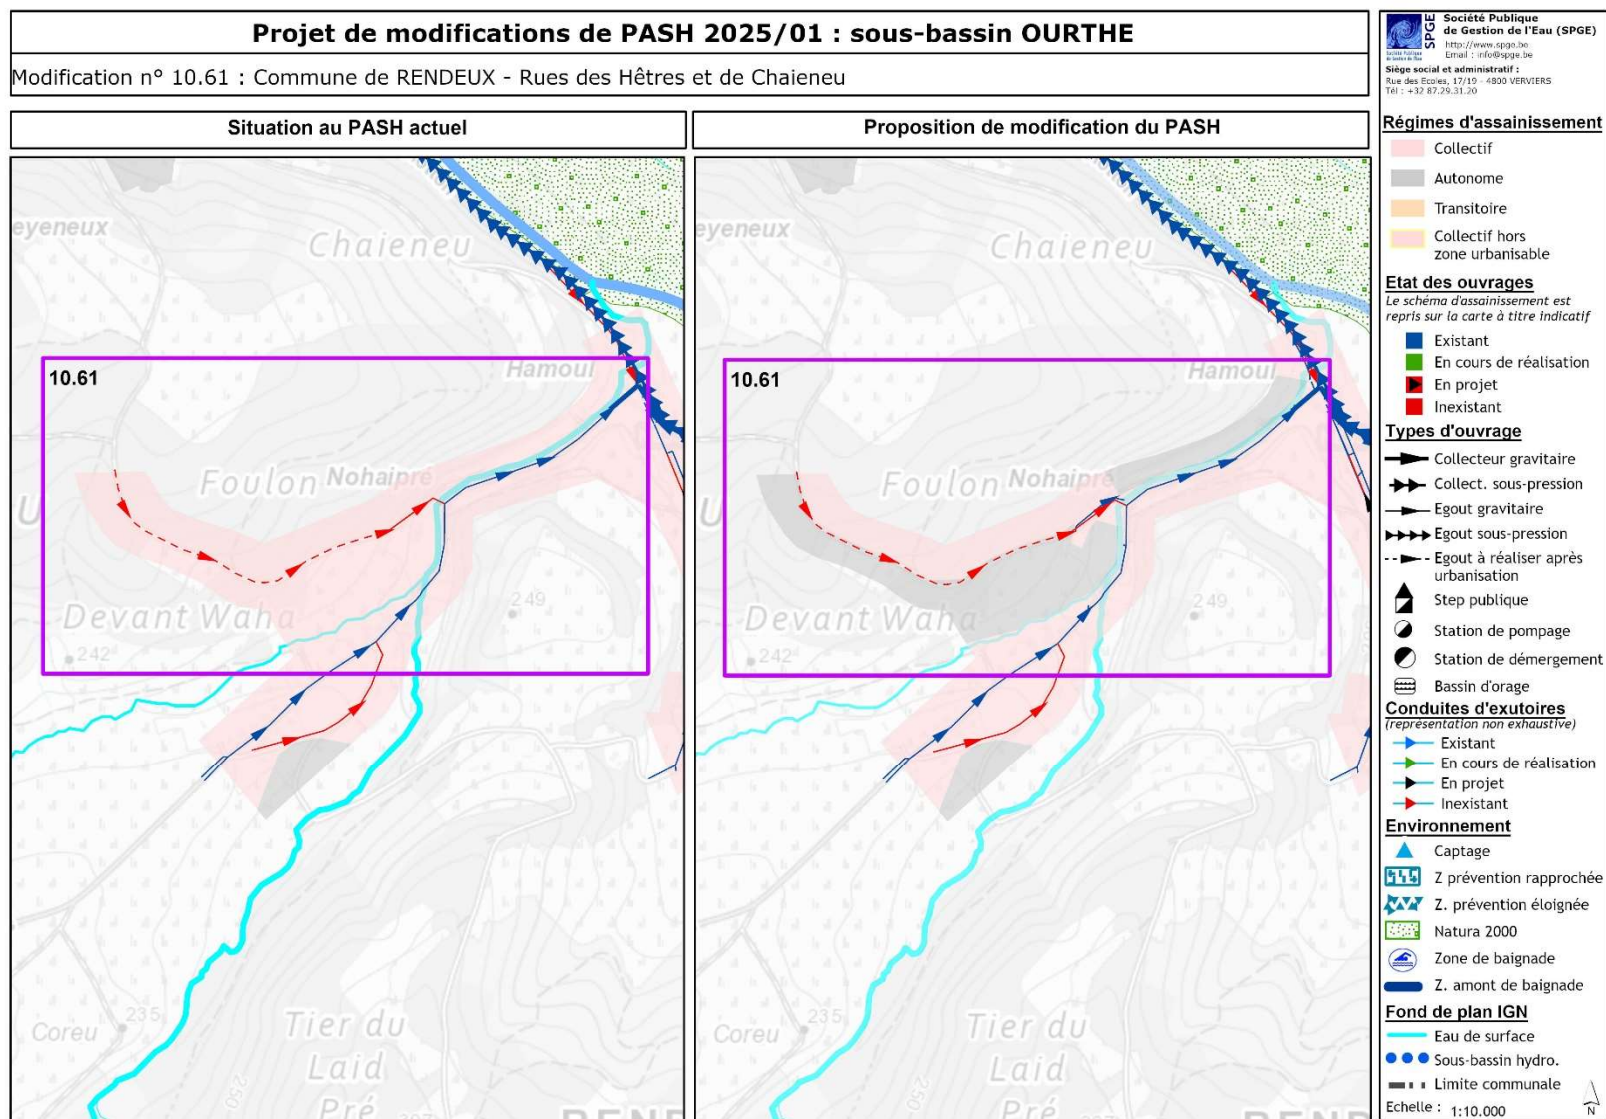 Projet de modifications de PASH 2025/01 : sous-bassin OURTHE
Modification n° 10.61 : Commune de RENDEUX - Rues des Hêtres et de Chaieneu
Situation au PASH actuel
eyeneux
Chaieneu
Hamoul
10.61
Foulon
Nohaipré
U
Devant Waha
249
242
235
Coreu
Tier du
Laid
Pré
250
REND
Proposition de modification du PASH
eyeneux
Chaieneu
Hamoul
10.61
Foulon
Nohaipré
U
Devant Waha
249
242
235
Coreu
Tier du
Laid
Pré
250
REND
SPGE
Société Publique
de Gestion de l'Eau (SPGE)
http://www.spge.be
Email : info@spge.be
Siège social et administratif :
Rue des Ecoles, 17/19 - 4800 VERVIERS
Tél : +32 87.29.31.20
Régimes d'assainissement
Collectif
Autonome
Transitoire
Collectif hors
zone urbanisable
Etat des ouvrages
Le schéma d'assainissement est
repris sur la carte à titre indicatif
Existant
En cours de réalisation
En projet
Inexistant
Types d'ouvrage
Collecteur gravitaire
Collect. sous-pression
Egout gravitaire
Egout sous-pression
Egout à réaliser après
urbanisation
Step publique
Station de pompage
Station de démergement
Bassin d'orage
Conduites d'exutoires
(représentation non exhaustive)
Existant
En cours de réalisation
En projet
Inexistant
Environnement
Captage
Z prévention rapprochée
Z. prévention éloignée
Natura 2000
Zone de baignade
Z. amont de baignade
Fond de plan IGN
Eau de surface
Sous-bassin hydro.
Limite communale
Echelle : 1:10.000
N